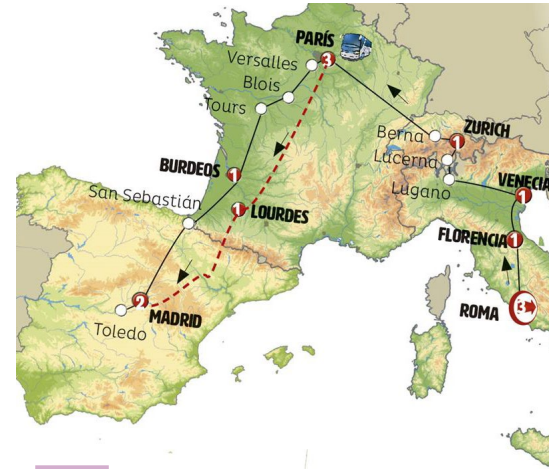 PARÍS
3
Versalles
Blois
Tours
Berna
ZURICH
1
Lucerna
Lugano
VENECIA
1
BURDEOS
1
San Sebastián
LOURDES
1
FLORENCIA
1
ROMA
3
2
MADRID
Toledo